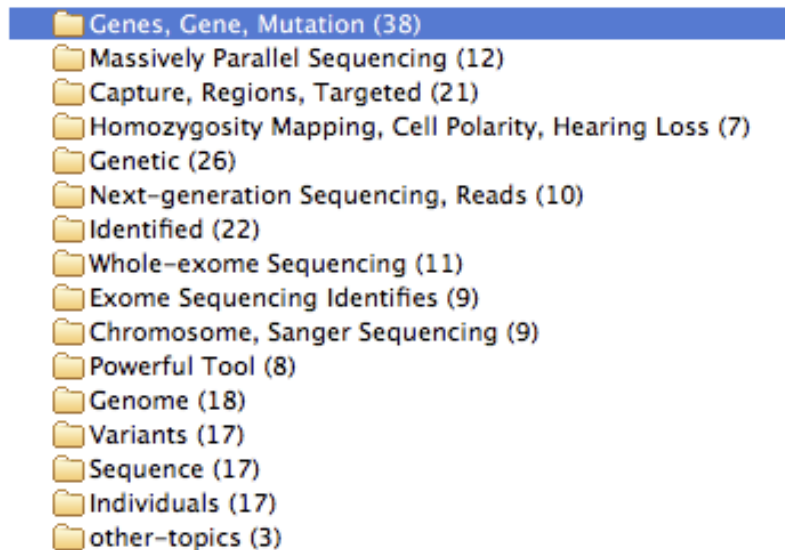 Genes, Gene, Mutation (38)
Massively Parallel Sequencing (12)
Capture, Regions, Targeted (21)
Homozygosity Mapping, Cell Polarity, Hearing Loss (7)
Genetic (26)
Next-generation Sequencing, Reads (10)
Identified (22)
Whole-exome Sequencing (11)
Exome Sequencing Identifies (9)
Chromosome, Sanger Sequencing (9)
Powerful Tool (8)
Genome (18)
Variants (17)
Sequence (17)
Individuals (17)
other-topics (3)